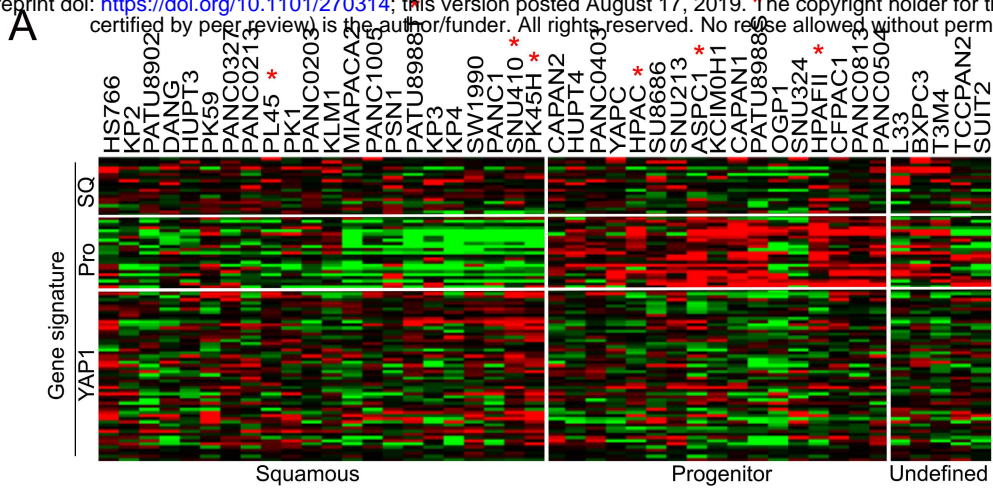 reprint doi: https://doi.org/10.1101/270314; this version posted August 17, 2019. The copyright holder for th
certified by peer review) is the author/funder. All rights reserved. No reuse allowed without perm
A
HS766
KP2
PATU8902
DANG
HUPT3
PK59
PANC0327
PANC0213
PL45 *
PK1
PANC0203
KLM1
MIAPACA2
PANC1005
PSN1
PATU8988T *
KP3
KP4
SW1990
PANC1
SNU410 *
PK45H *
CAPAN2
HUPT4
PANC0403
YAPC
HPAC *
SU8686
SNU213
ASPC1 *
KCIM0H1
CAPAN1
PATU8988S *
OGP1
SNU324
HPAFII *
CFPAC1
PANC0813
PANC0504
L33
BXPC3
T3M4
TCCPAN2
SUIT2
Gene signature
SQ
Pro
YAP1
Squamous
Progenitor
Undefined